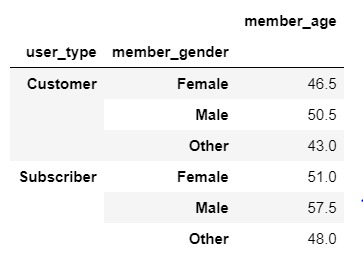 member_age
user_type member_gender
Customer Female 46.5
Male 50.5
Other 43.0
Subscriber Female 51.0
Male 57.5
Other 48.0